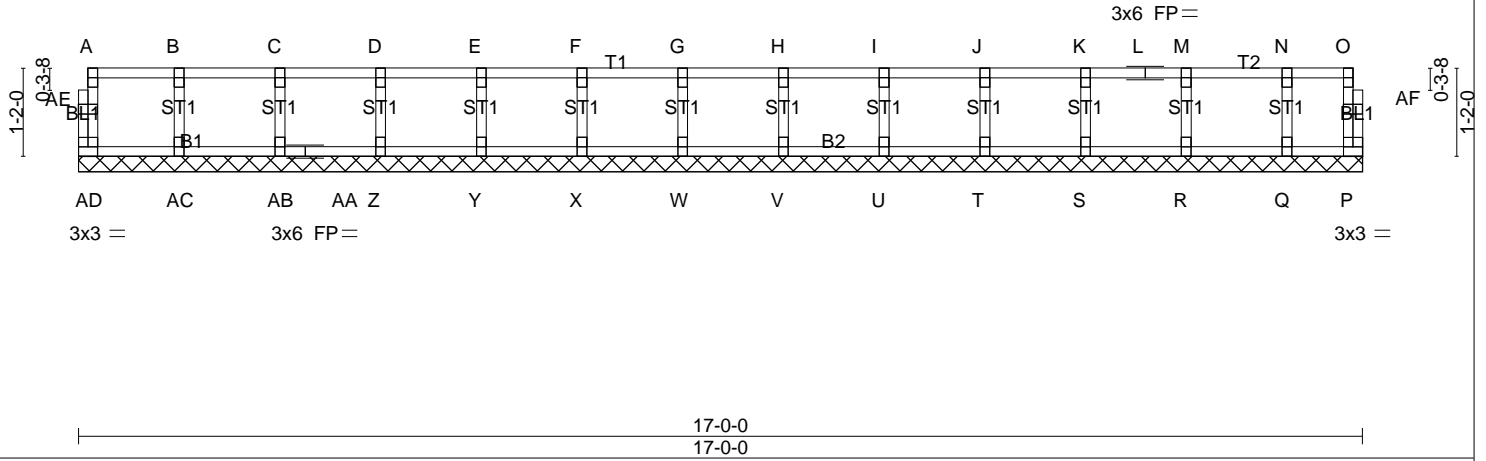 3x6 FP
A B C D E F G H I J K L M N O
T1 T2
0-3-8 0-3-8
1-2-0 1-2-0
AE AF
BL1 ST1 ST1 ST1 ST1 ST1 ST1 ST1 ST1 ST1 ST1 ST1 ST1 BL1
B1 B2
AD AC AB AA Z Y X W V U T S R Q P
3x3 = 3x6 FP= 3x3 =
17-0-0
17-0-0